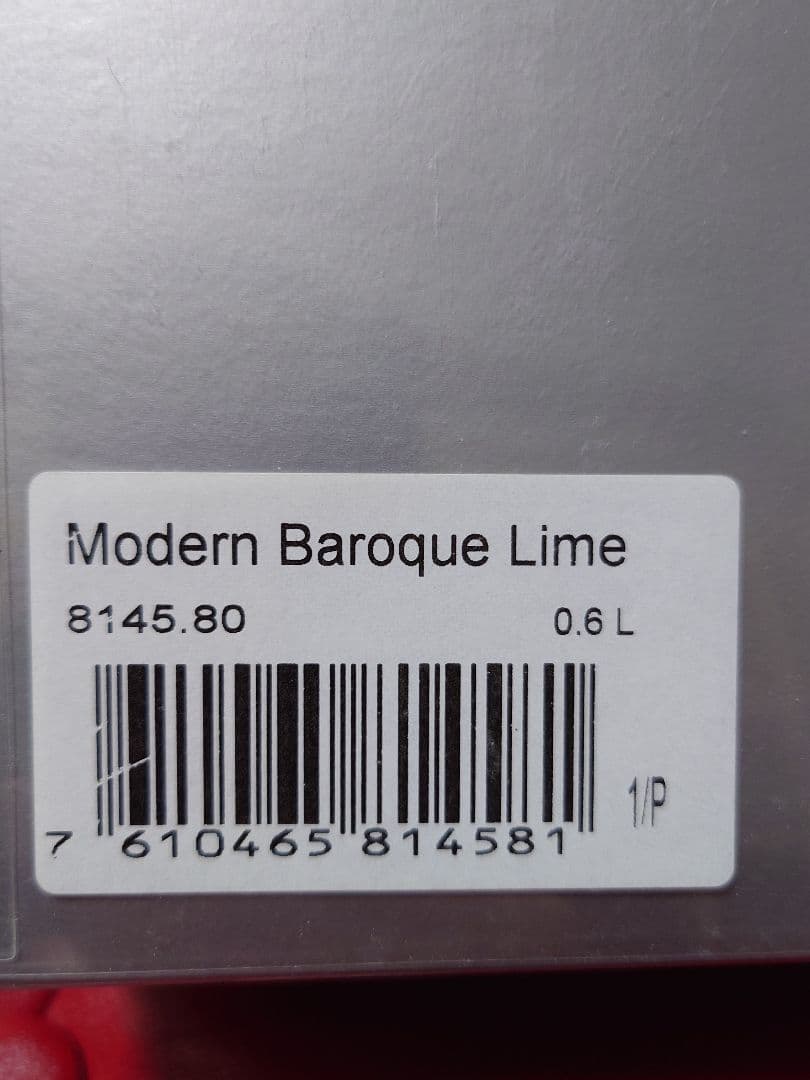 Modern Baroque Lime
8145.80 0.6 L
1/P
7 610465 814581